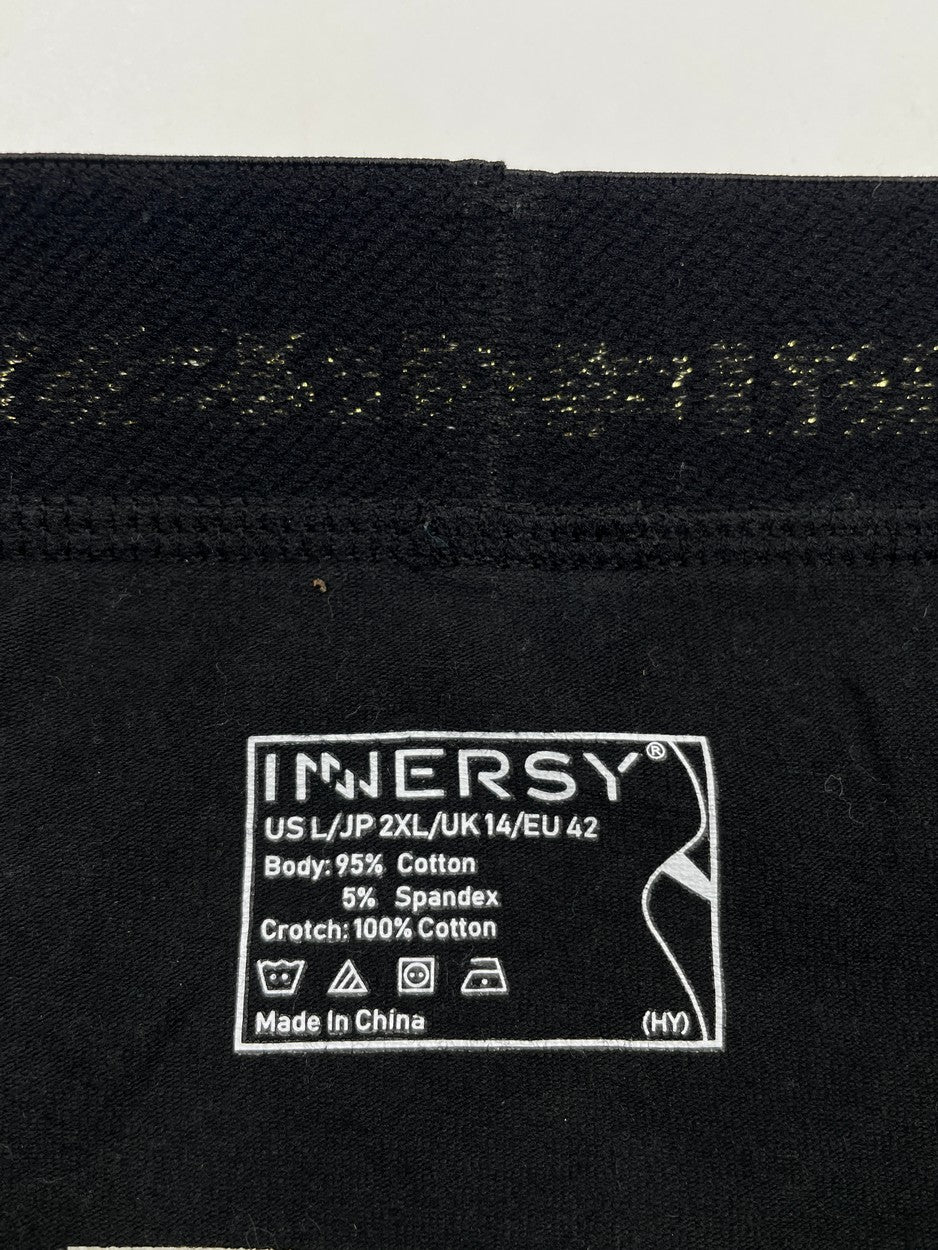 INNERSY®
US L/JP 2XL/UK 14/EU 42
Body: 95% Cotton
5% Spandex
Crotch: 100% Cotton
Made In China
(HY)